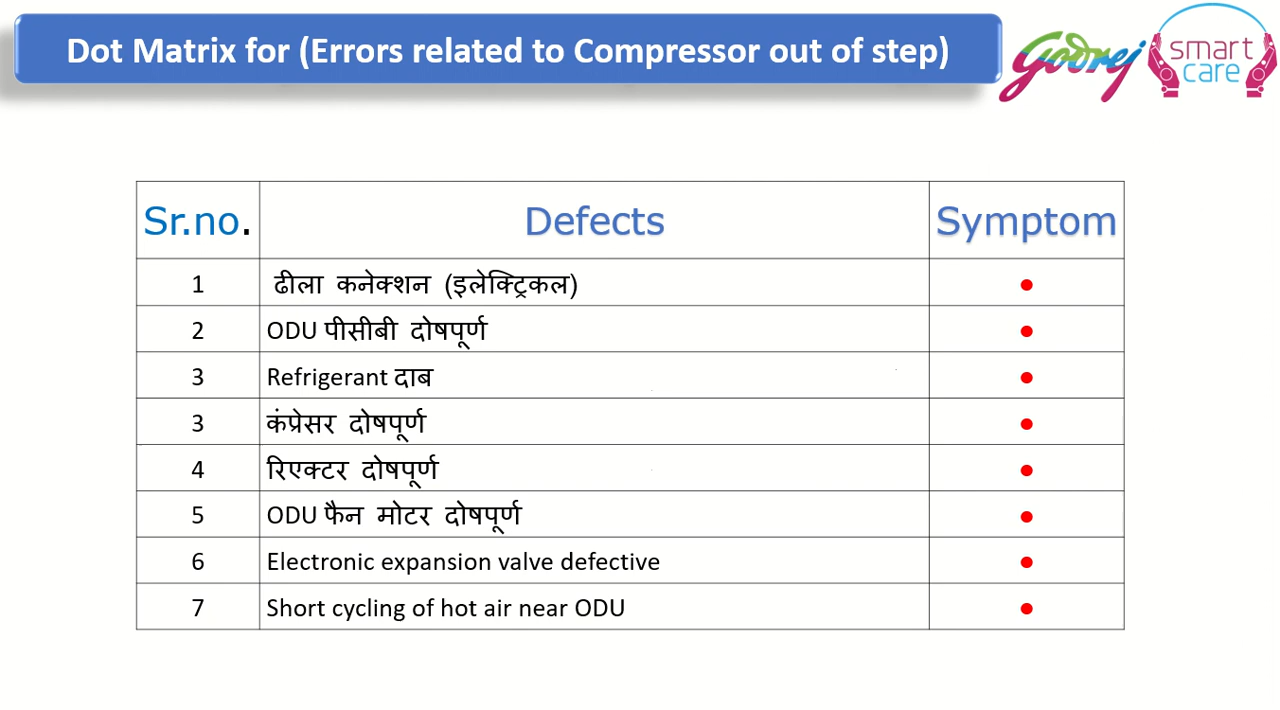 Dot Matrix for (Errors related to Compressor out of step)
Godrej smart care
Sr.no. Defects Symptom
1 ढीला कनेक्शन (इलेक्ट्रिकल) •
2 ODU पीसीबी दोषपूर्ण •
3 Refrigerant दाब •
3 कंप्रेसर दोषपूर्ण •
4 रिएक्टर दोषपूर्ण •
5 ODU फैन मोटर दोषपूर्ण •
6 Electronic expansion valve defective •
7 Short cycling of hot air near ODU •